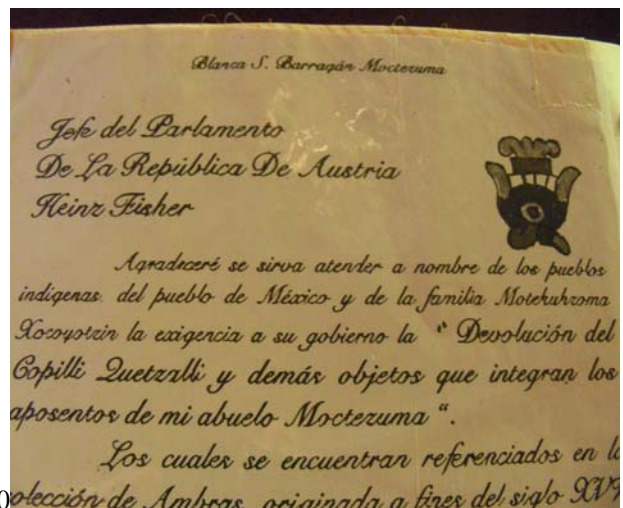 Blanca S. Barragán Moctezuma
Jefe del Parlamento
De La República De Austria
Heinz Fisher
Agradeceré se sirva atender a nombre de los pueblos
indígenas del pueblo de México y de la familia Motekuhzoma
Xocoyotzin la exigencia a su gobierno la “ Devolución del
Copilli Quetzalli y demás objetos que integran los
aposentos de mi abuelo Moctezuma “.
Los cuales se encuentran referenciados en
colección de Ambras, originada a fines del siglo XVI